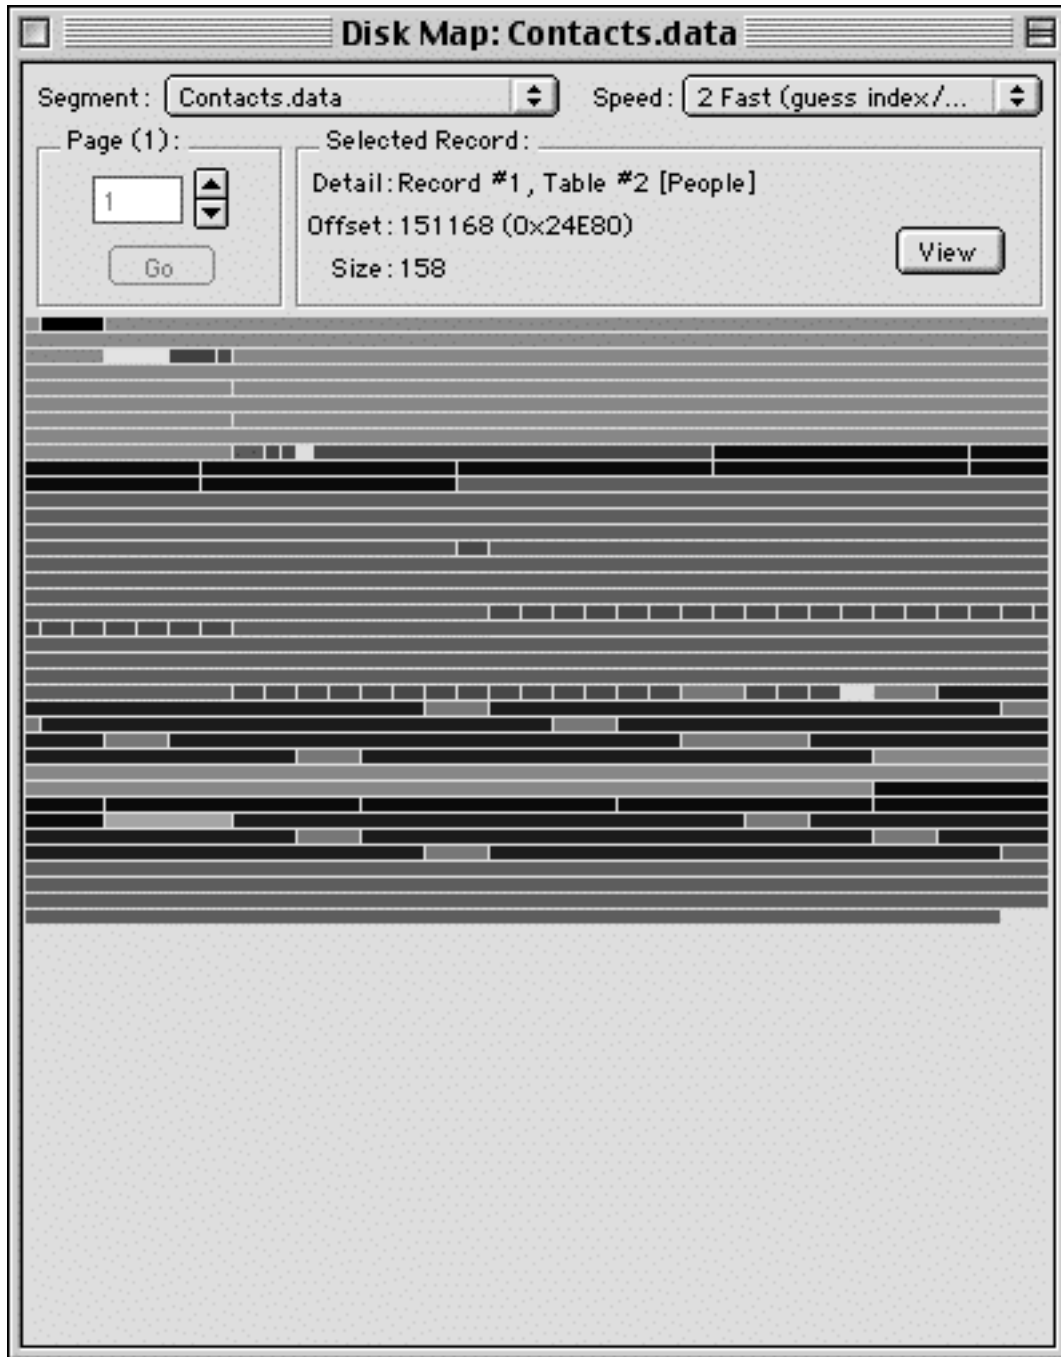 Disk Map: Contacts.data
Segment: Contacts.data Speed: 2 Fast (guess index/...
Page (1): Selected Record:
1
Go
Detail: Record #1, Table #2 [People]
Offset: 151168 (0x24E80)
Size: 158
View